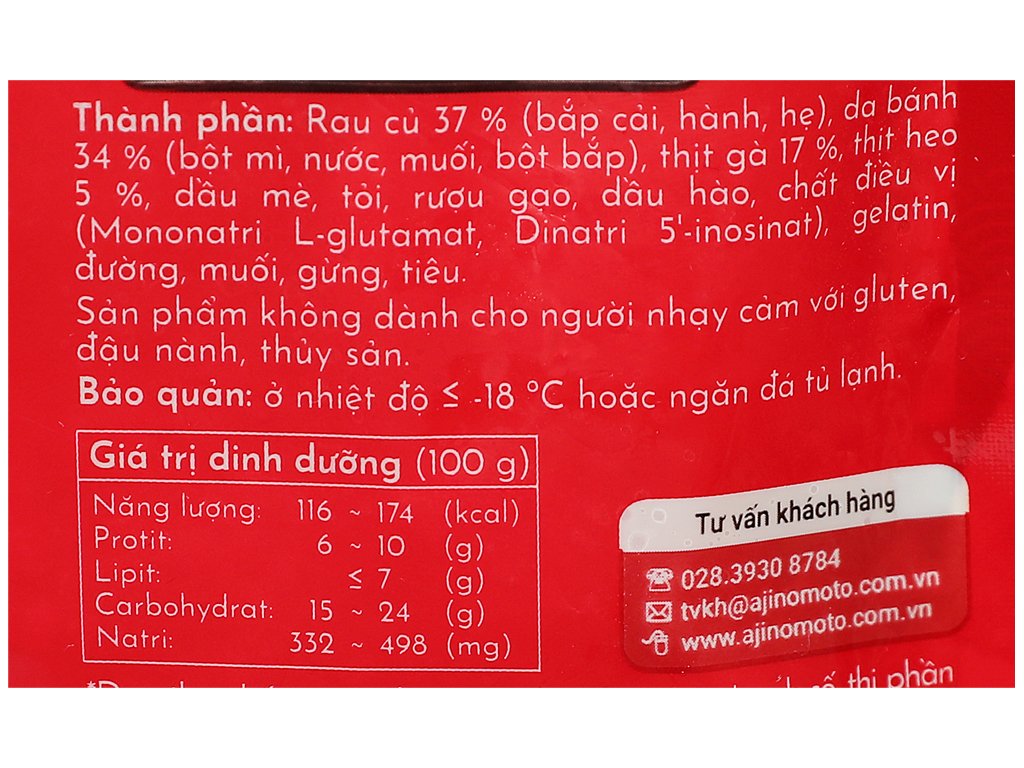 Thành phần: Rau củ 37 % (bắp cải, hành, hẹ), da bánh
34 % (bột mì, nước, muối, bột bắp), thịt gà 17 %, thịt heo
5 %, dầu mè, tỏi, rượu gạo, dầu hào, chất điều vị
(Mononatri L-glutamat, Dinatri 5'-inosinat), gelatin,
đường, muối, gừng, tiêu.
Sản phẩm không dành cho người nhạy cảm với gluten,
đậu nành, thủy sản.
Bảo quản: ở nhiệt độ ≤ -18 °C hoặc ngăn đá tủ lạnh.
Giá trị dinh dưỡng (100 g)
Năng lượng: 116 ~ 174 (kcal)
Protit: 6 ~ 10 (g)
Lipit: ≤ 7 (g)
Carbohydrat: 15 ~ 24 (g)
Natri: 332 ~ 498 (mg)
Tư vấn khách hàng
028.3930 8784
tvkh@ajinomoto.com.vn
www.ajinomoto.com.vn
thị phần